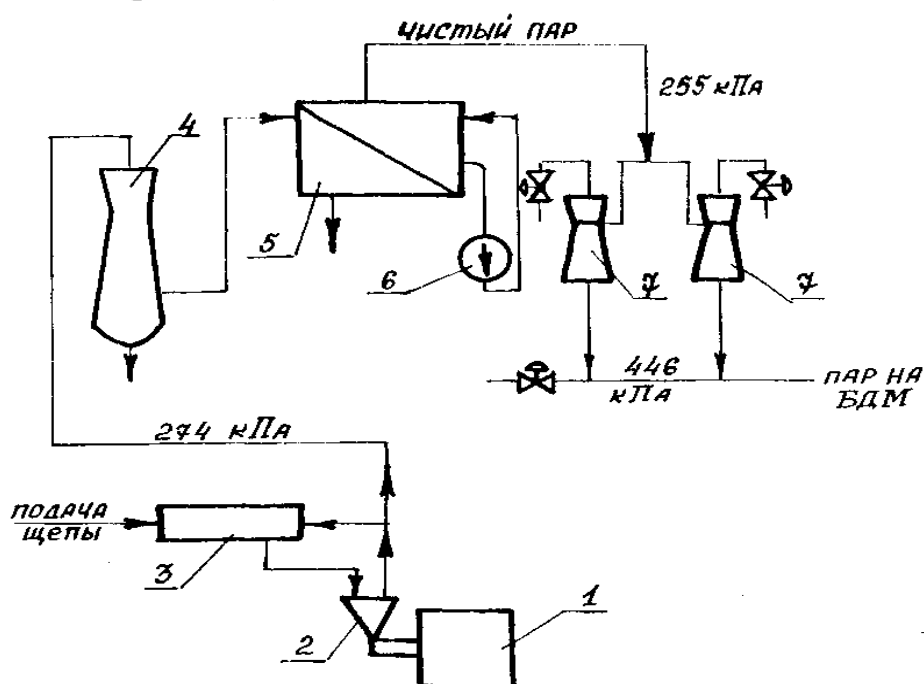 ЧИСТЫЙ ПАР
255 кПа
4
5
6
7
7
446
кПа
ПАР НА
БДМ
274 кПа
ПОДАЧА
ЩЕПЫ
3
2
1